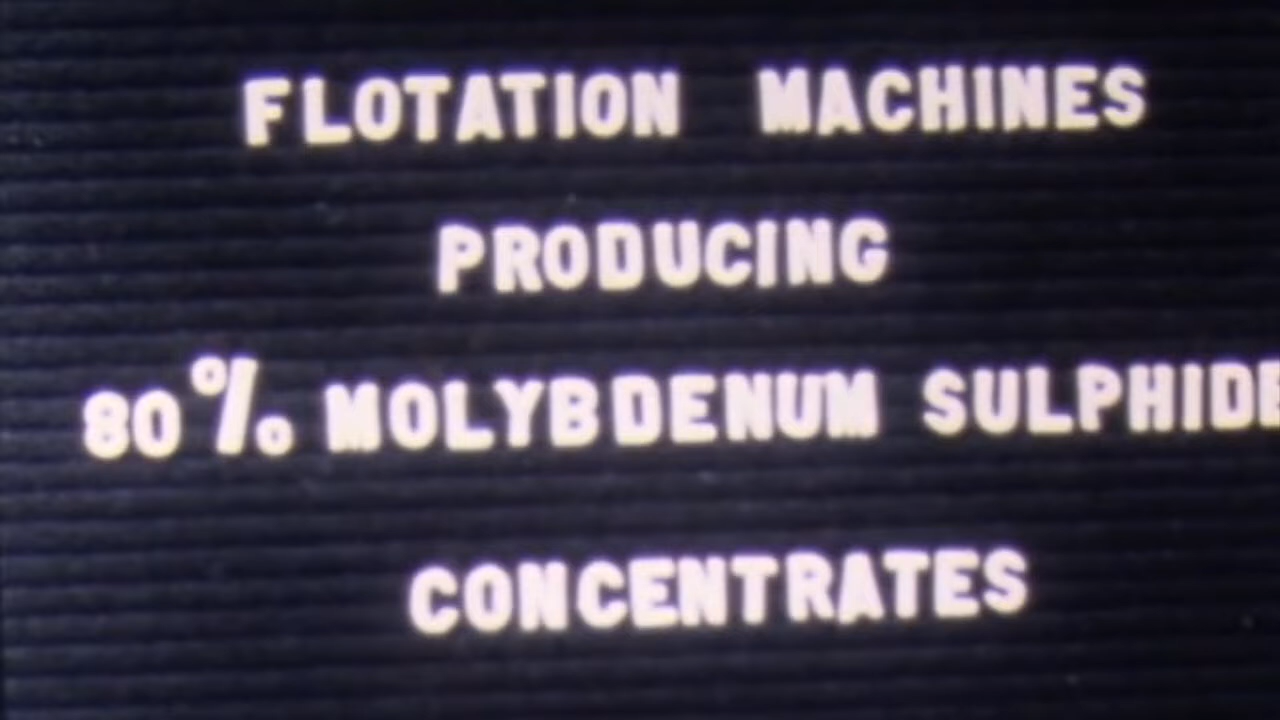 FLOTATION MACHINES
PRODUCING
80% MOLYBDENUM SULPHIDE
CONCENTRATES